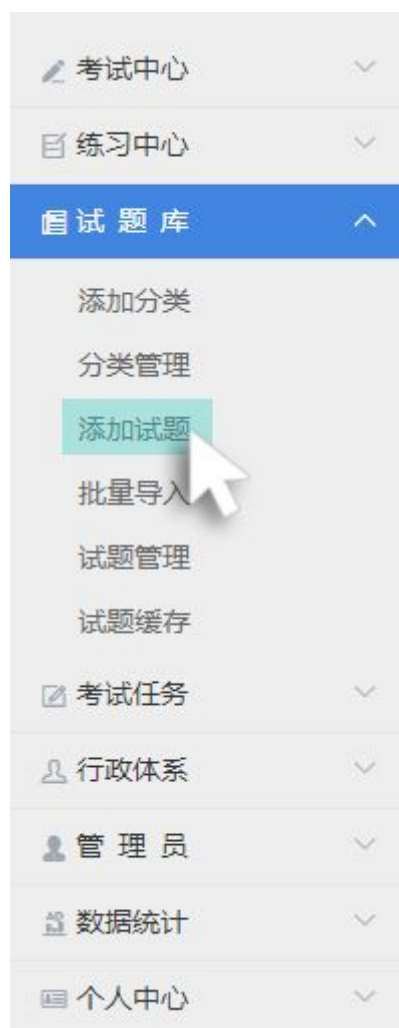 考试中心
练习中心
试 题 库
添加分类
分类管理
添加试题
批量导入
试题管理
试题缓存
考试任务
行政体系
管 理 员
数据统计
个人中心